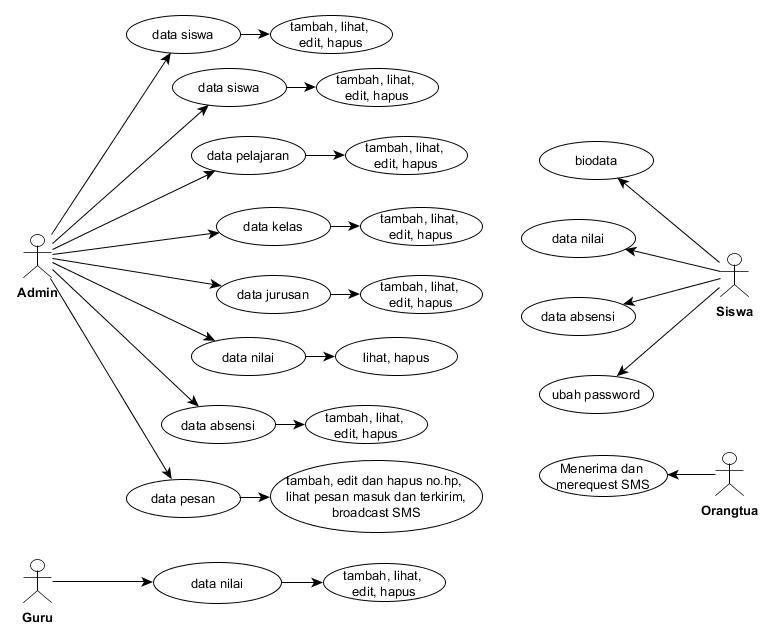 data siswa
tambah, lihat,
edit, hapus
data siswa
tambah, lihat,
edit, hapus
data pelajaran
tambah, lihat,
edit, hapus
data kelas
tambah, lihat,
edit, hapus
Admin
data jurusan
tambah, lihat,
edit, hapus
data nilai
lihat, hapus
data absensi
tambah, lihat,
edit, hapus
data pesan
tambah, edit dan hapus no.hp,
lihat pesan masuk dan terkirim,
broadcast SMS
Guru
data nilai
tambah, lihat,
edit, hapus
biodata
data nilai
data absensi
ubah password
Siswa
Menerima dan
merequest SMS
Orangtua